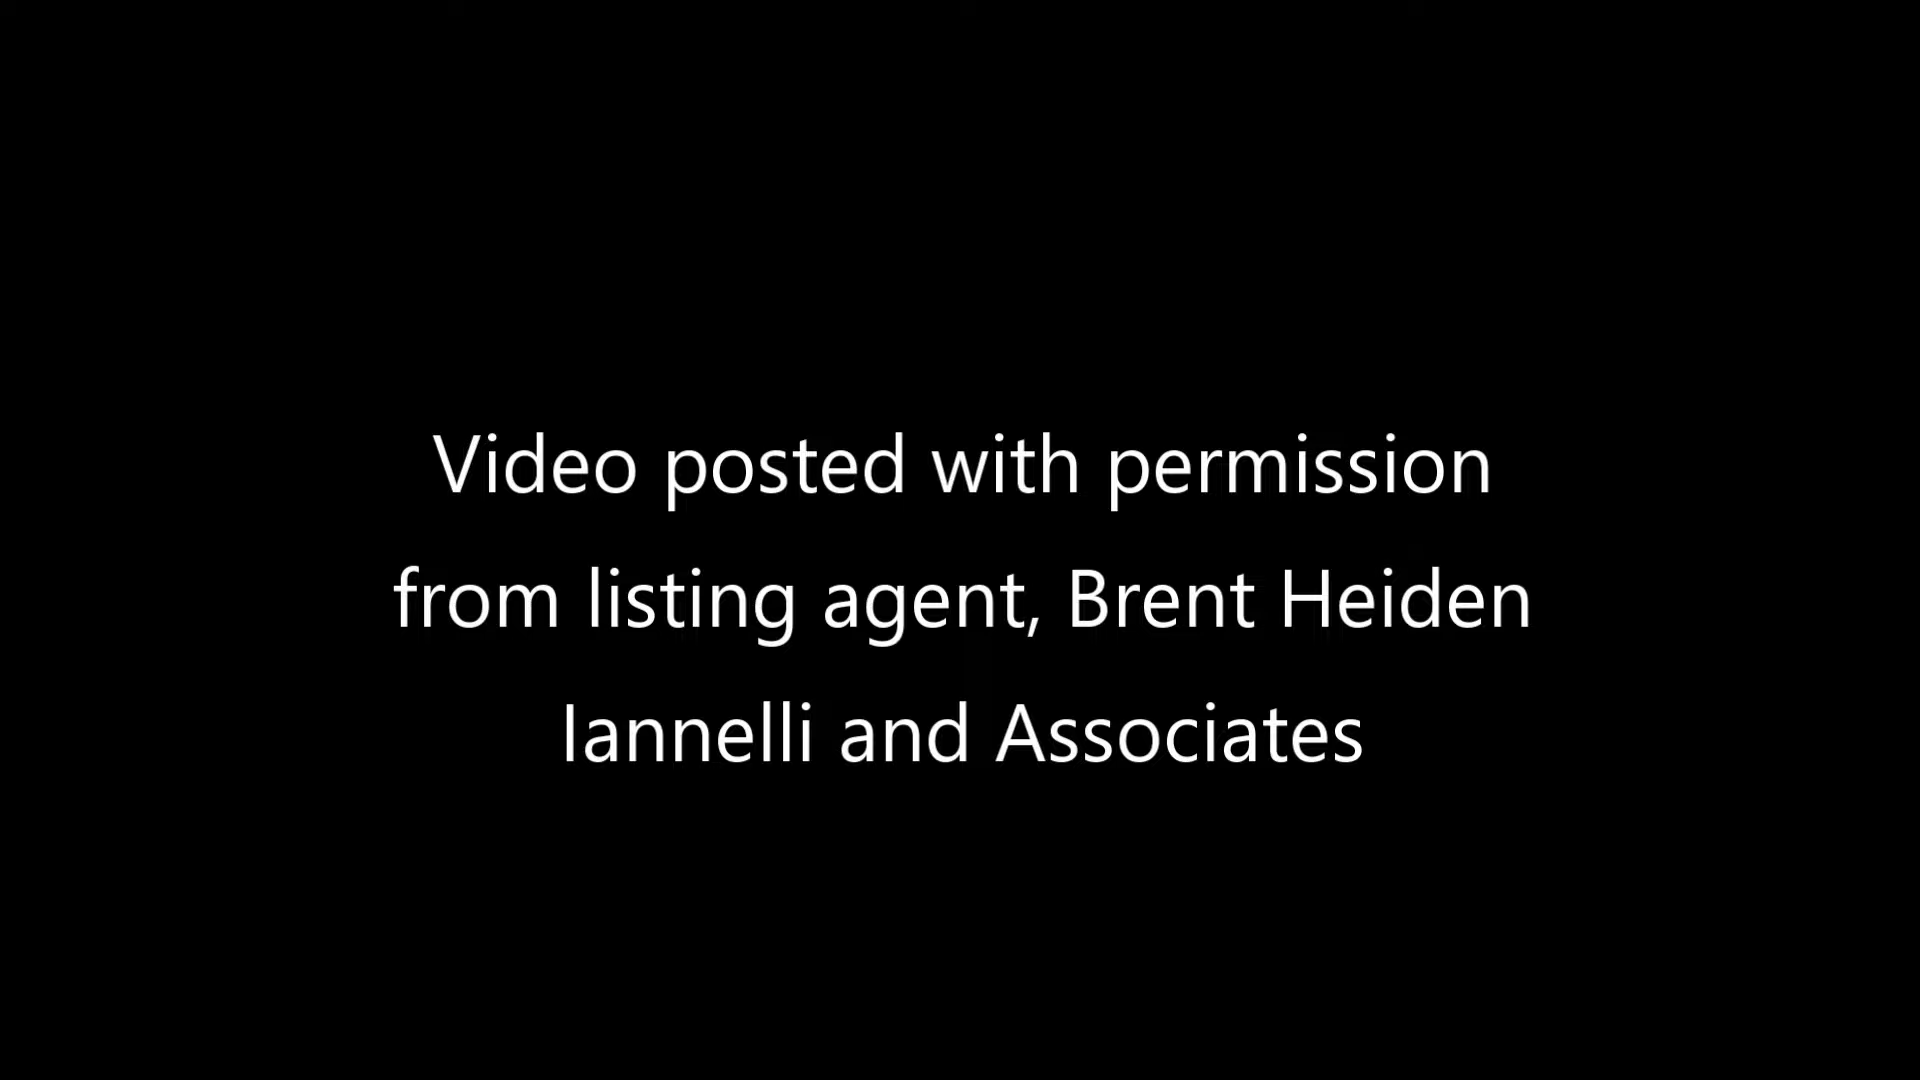 Video posted with permission
from listing agent, Brent Heiden
Iannelli and Associates